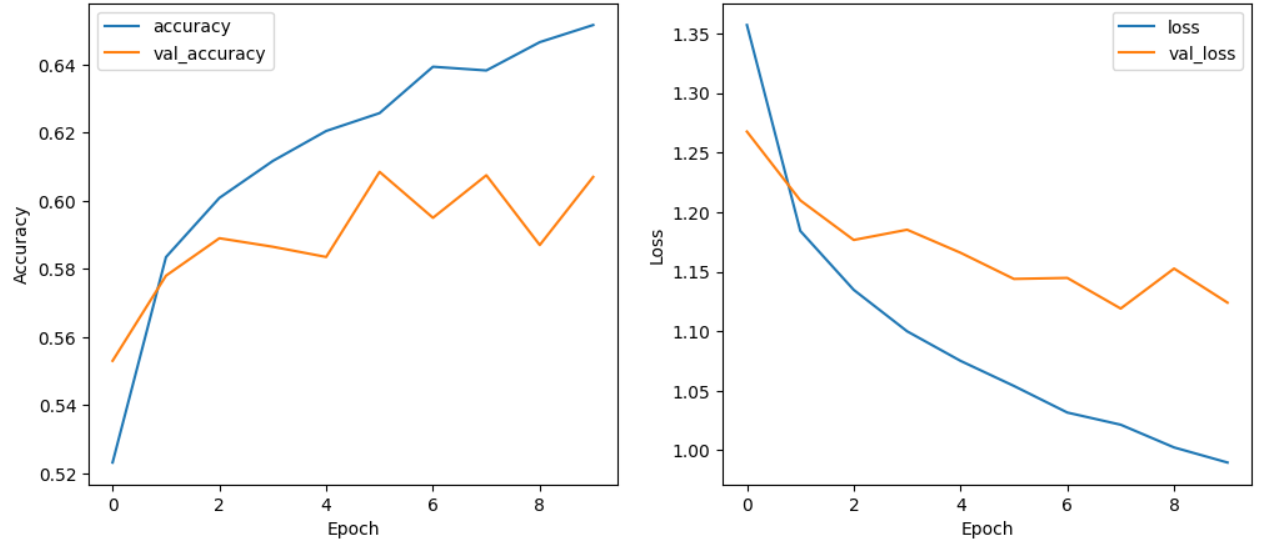 accuracy
val_accuracy
0.64
0.62
0.60
0.58
0.56
0.54
0.52
Accuracy
0 2 4 6 8
Epoch
loss
val_loss
1.35
1.30
1.25
1.20
1.15
1.10
1.05
1.00
Loss
0 2 4 6 8
Epoch